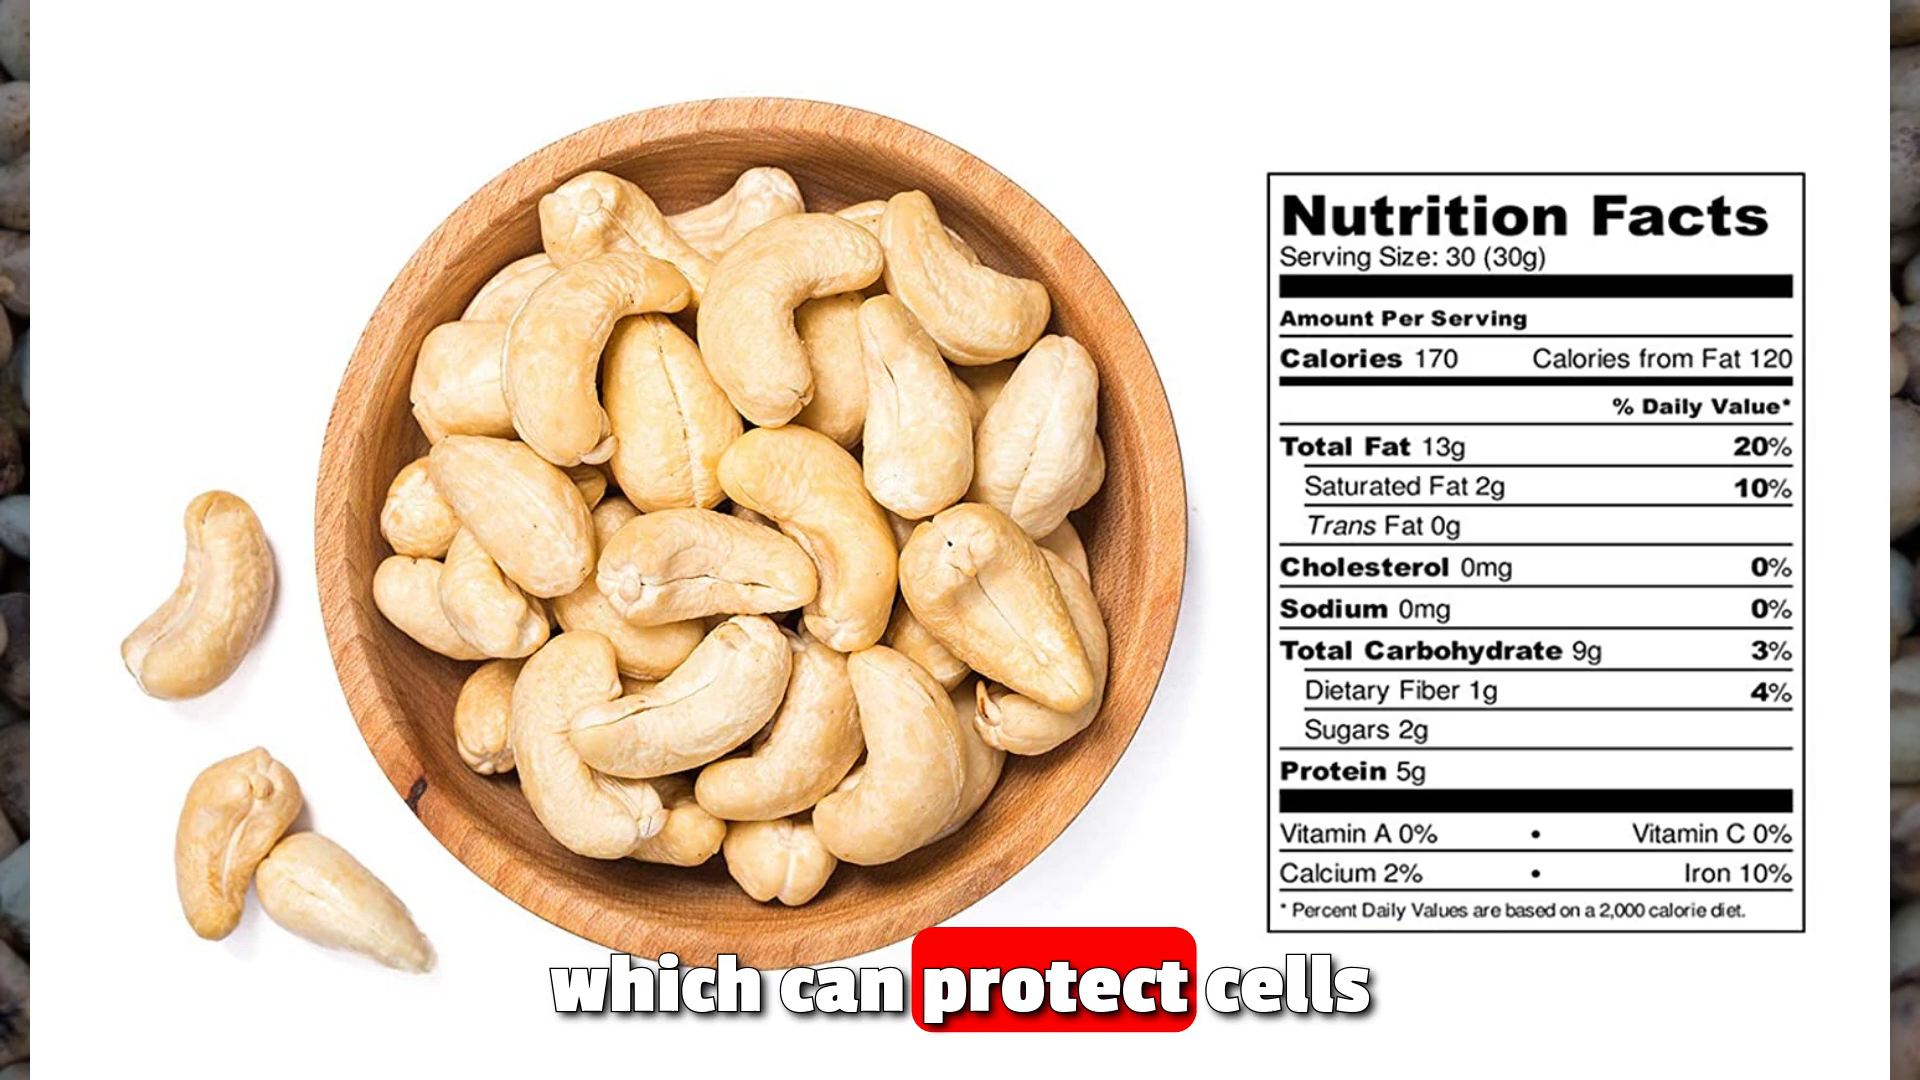 Nutrition Facts
Serving Size: 30 (30g)
Amount Per Serving
Calories 170 Calories from Fat 120
% Daily Value*
Total Fat 13g 20%
Saturated Fat 2g 10%
Trans Fat 0g
Cholesterol 0mg 0%
Sodium 0mg 0%
Total Carbohydrate 9g 3%
Dietary Fiber 1g 4%
Sugars 2g
Protein 5g
Vitamin A 0% • Vitamin C 0%
Calcium 2% • Iron 10%
* Percent Daily Values are based on a 2,000 calorie diet.
which can protect cells